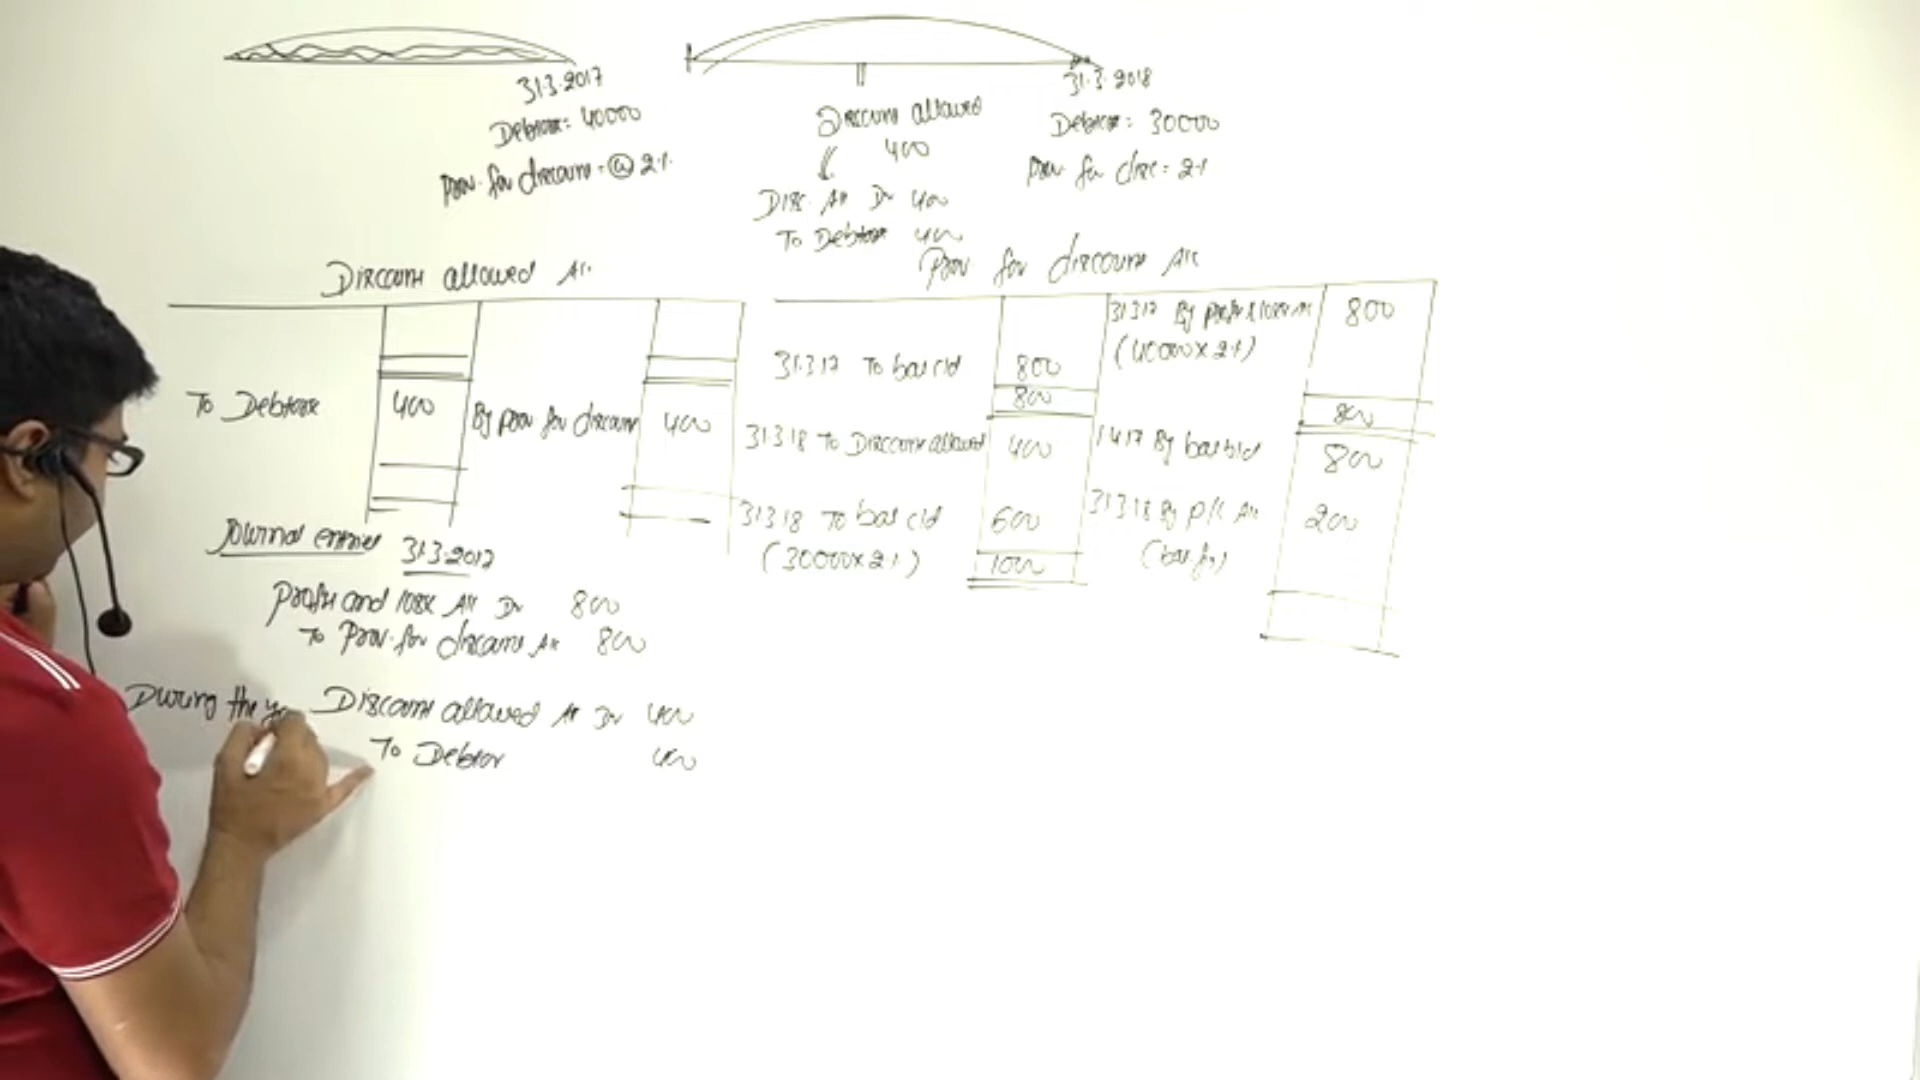 31.3.2017
Debtors: 40000
Prov. for discount = @ 2%
Discount allowed
400
Disc. All Dr 400
To Debtors 400
31.3.2018
Debtors: 30000
Prov for disc = 2%
Discount allowed A/c
To Debtors 400 By prov. for discount 400
Prov for discount A/c
31.3.17 By profit & loss A/c 800
(40000 x 2%)
31.3.17 To bal c/d 800
800 800
31.3.18 To Discount allowed 400 1.4.17 By bal b/d 800
31.3.18 To bal c/d 600 31.3.18 By P/L A/c 200
(30000 x 2%) 1000 (bal. fig)
Journal entries 31.3.2017
Profit and loss A/c Dr 800
To Prov. for discount A/c 800
During the
Discount allowed A/c Dr 400
To Debtor 400